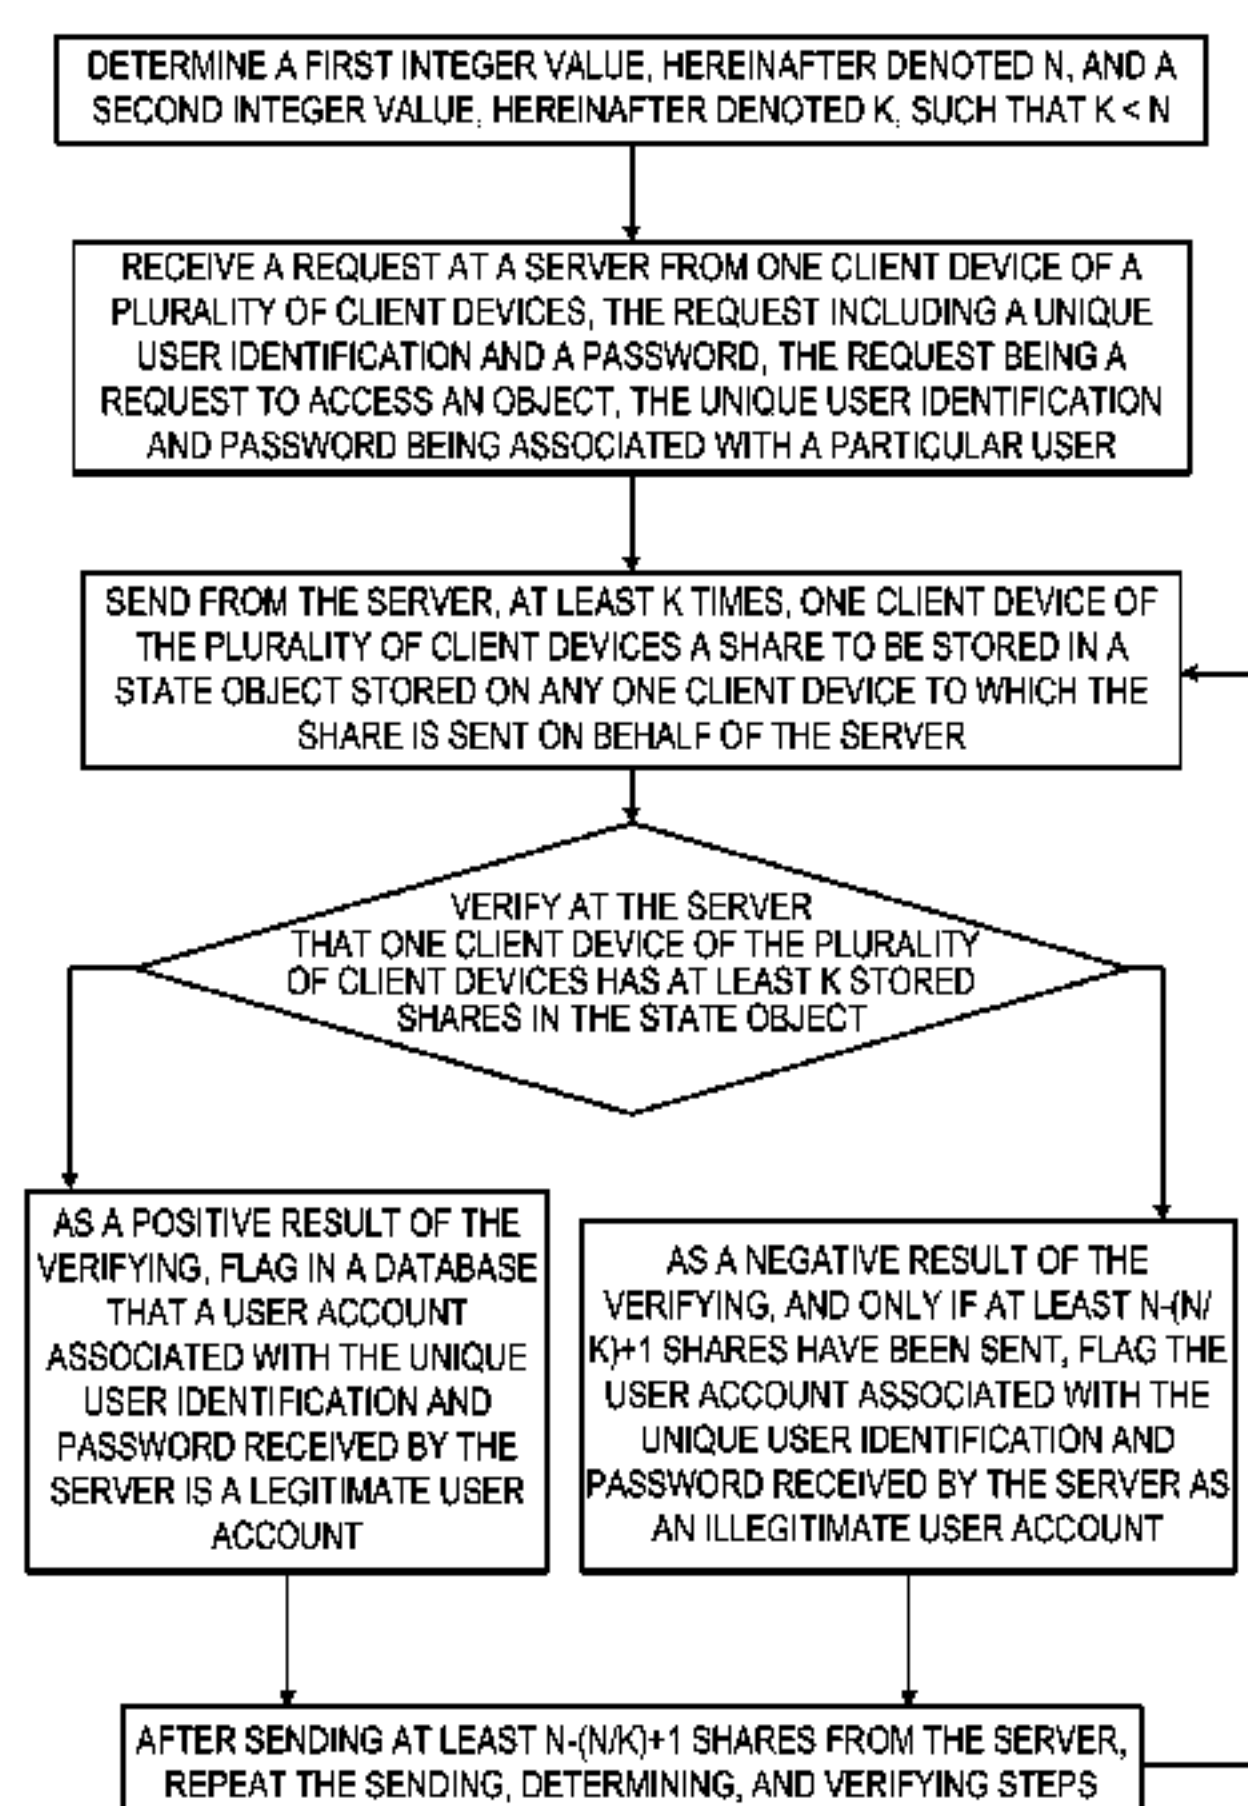 DETERMINE A FIRST INTEGER VALUE, HEREINAFTER DENOTED N, AND A
SECOND INTEGER VALUE, HEREINAFTER DENOTED K, SUCH THAT K < N
RECEIVE A REQUEST AT A SERVER FROM ONE CLIENT DEVICE OF A
PLURALITY OF CLIENT DEVICES, THE REQUEST INCLUDING A UNIQUE
USER IDENTIFICATION AND A PASSWORD, THE REQUEST BEING A
REQUEST TO ACCESS AN OBJECT, THE UNIQUE USER IDENTIFICATION
AND PASSWORD BEING ASSOCIATED WITH A PARTICULAR USER
SEND FROM THE SERVER, AT LEAST K TIMES, ONE CLIENT DEVICE OF
THE PLURALITY OF CLIENT DEVICES A SHARE TO BE STORED IN A
STATE OBJECT STORED ON ANY ONE CLIENT DEVICE TO WHICH THE
SHARE IS SENT ON BEHALF OF THE SERVER
VERIFY AT THE SERVER
THAT ONE CLIENT DEVICE OF THE PLURALITY
OF CLIENT DEVICES HAS AT LEAST K STORED
SHARES IN THE STATE OBJECT
AS A POSITIVE RESULT OF THE
VERIFYING, FLAG IN A DATABASE
THAT A USER ACCOUNT
ASSOCIATED WITH THE UNIQUE
USER IDENTIFICATION AND
PASSWORD RECEIVED BY THE
SERVER IS A LEGITIMATE USER
ACCOUNT
AS A NEGATIVE RESULT OF THE
VERIFYING, AND ONLY IF AT LEAST N-(N/
K)+1 SHARES HAVE BEEN SENT, FLAG THE
USER ACCOUNT ASSOCIATED WITH THE
UNIQUE USER IDENTIFICATION AND
PASSWORD RECEIVED BY THE SERVER AS
AN ILLEGITIMATE USER ACCOUNT
AFTER SENDING AT LEAST N-(N/K)+1 SHARES FROM THE SERVER,
REPEAT THE SENDING, DETERMINING, AND VERIFYING STEPS